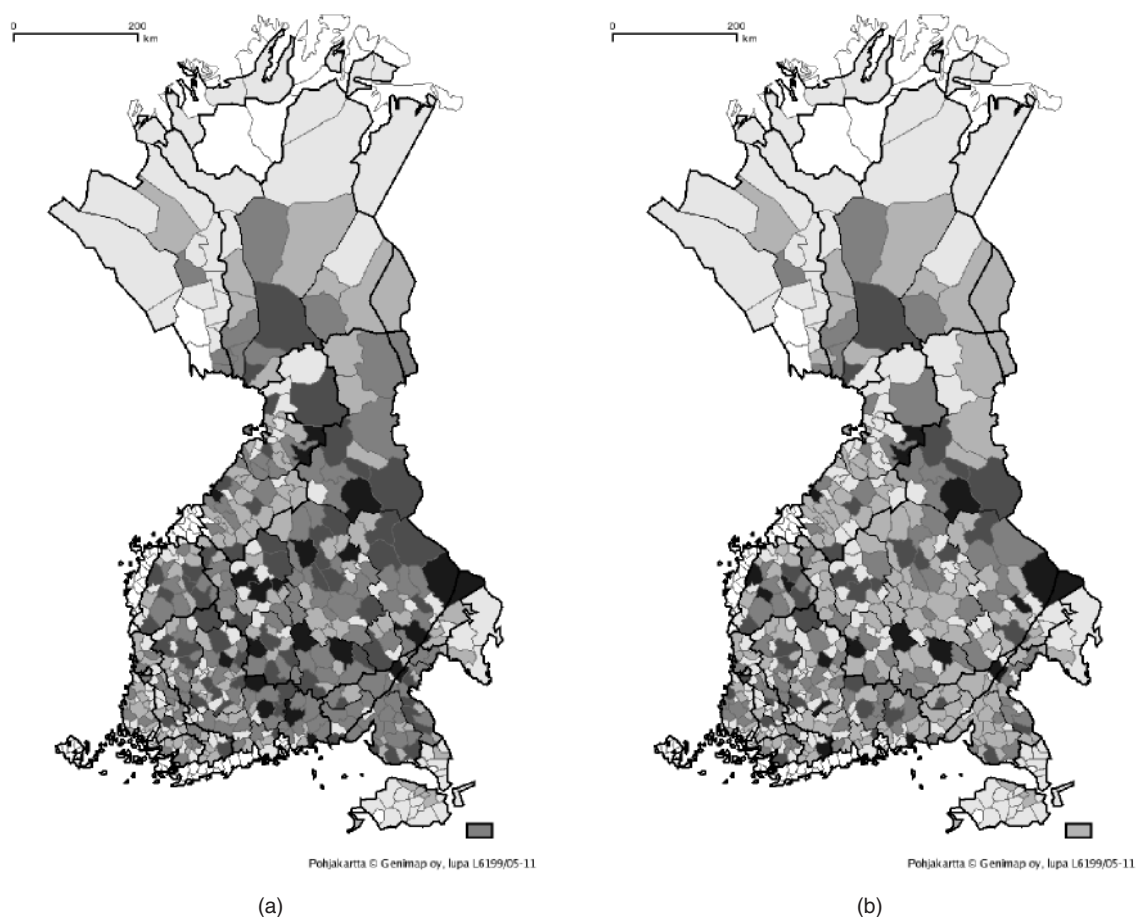 0 200
km
0 200
km
Pohjakartta © Genimap oy, lupa L6199/05-11
Pohjakartta © Genimap oy, lupa L6199/05-11
(a)
(b)